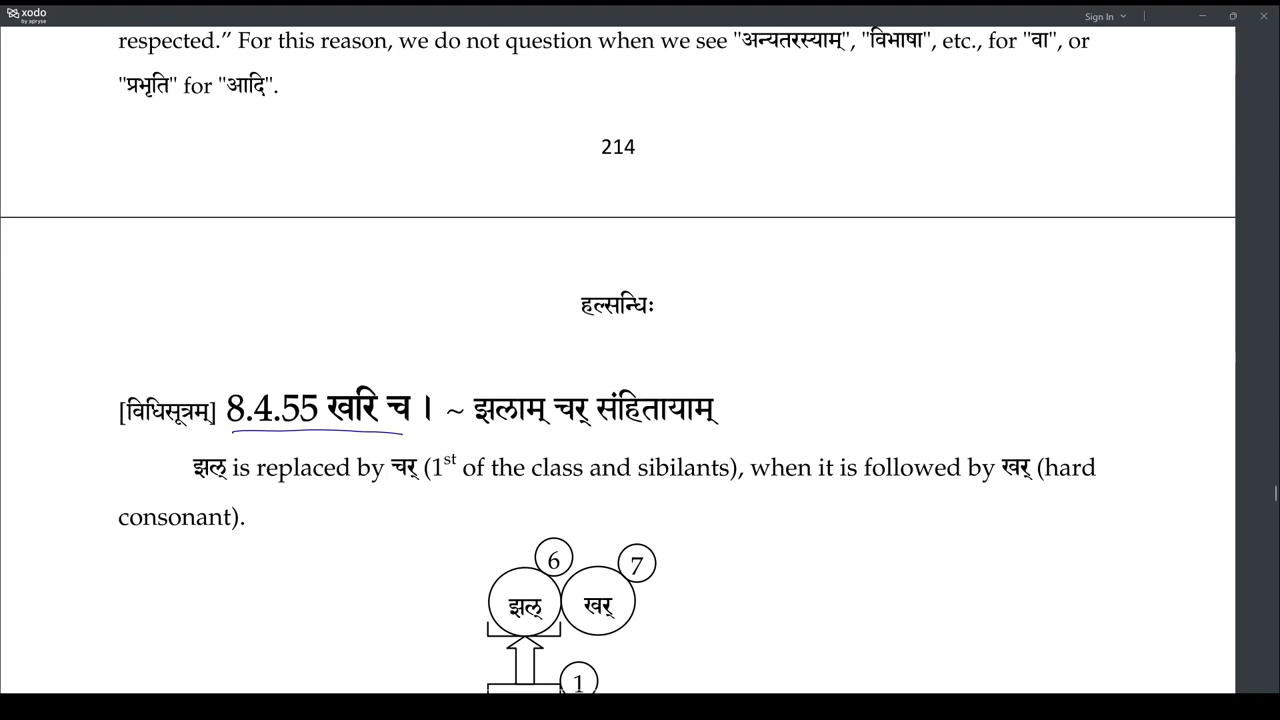 xodo
by apryse
Sign In
respected.” For this reason, we do not question when we see "अन्यतरस्याम्", "विभाषा", etc., for "वा", or
"प्रभृति" for "आदि".
214
हल्सन्धिः
[विधिसूत्रम्] 8.4.55 खरि च । ~ झलाम् चर् संहितायाम्
झल् is replaced by चर् (1st of the class and sibilants), when it is followed by खर् (hard
consonant).
6 7
झल् खर्
1